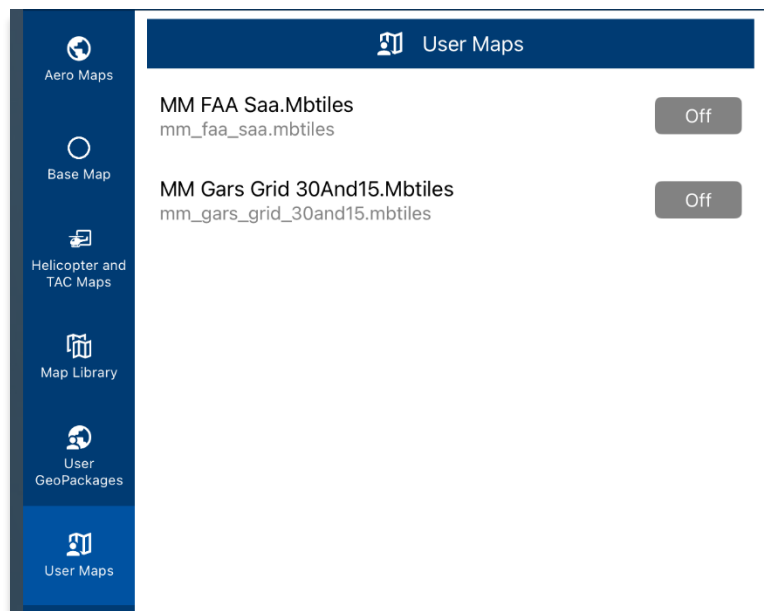 Aero Maps
Base Map
Helicopter and
TAC Maps
Map Library
User
GeoPackages
User Maps
User Maps
MM FAA Saa.Mbtiles
mm_faa_saa.mbtiles
Off
MM Gars Grid 30And15.Mbtiles
mm_gars_grid_30and15.mbtiles
Off